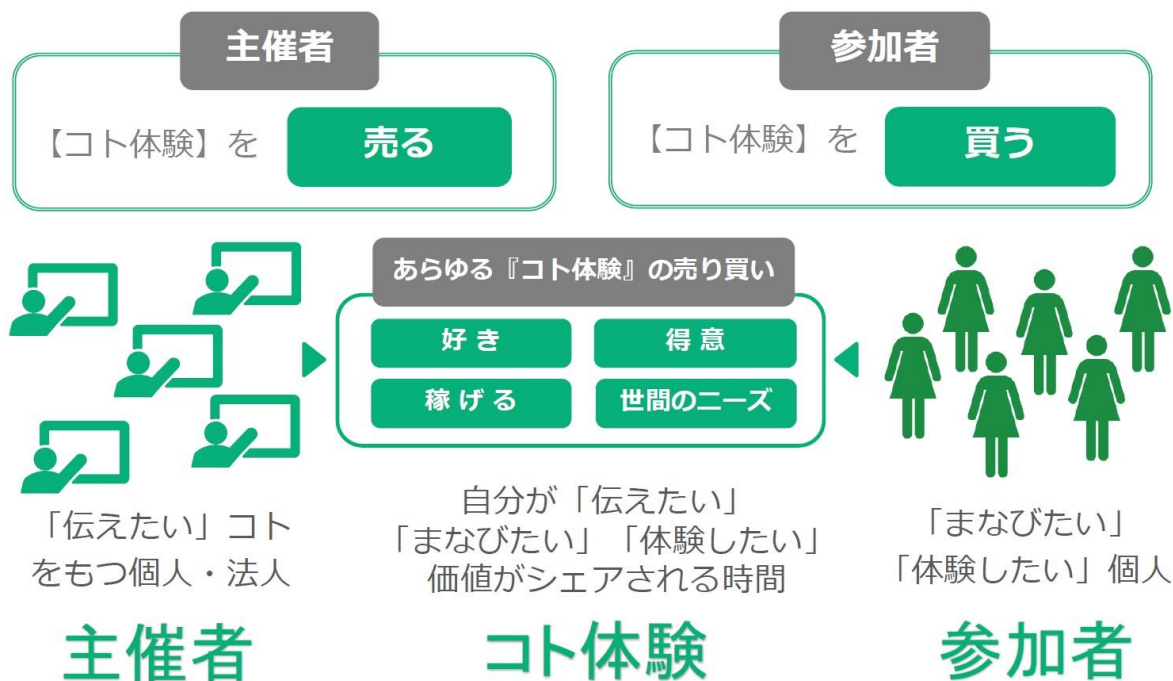 主催者
【コト体験】を
売る
参加者
【コト体験】を
買う
あらゆる『コト体験』の売り買い
好き
得意
稼げる
世間のニーズ
「伝えたい」コト
をもつ個人・法人
自分が「伝えたい」
「まなびたい」「体験したい」
価値がシェアされる時間
「まなびたい」
「体験したい」個人
主催者
コト体験
参加者